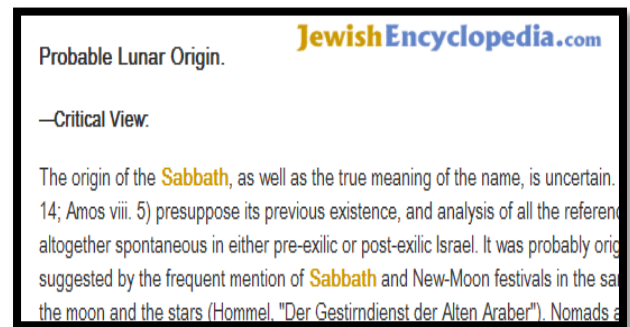 JewishEncyclopedia.com
Probable Lunar Origin.
—Critical View:
The origin of the Sabbath, as well as the true meaning of the name, is uncertain.
14; Amos viii. 5) presuppose its previous existence, and analysis of all the
altogether spontaneous in either pre-exilic or post-exilic Israel. It was probably
suggested by the frequent mention of Sabbath and New-Moon festivals in the
the moon and the stars (Hommel, "Der Gestirndienst der Alten Araber"). Nomads